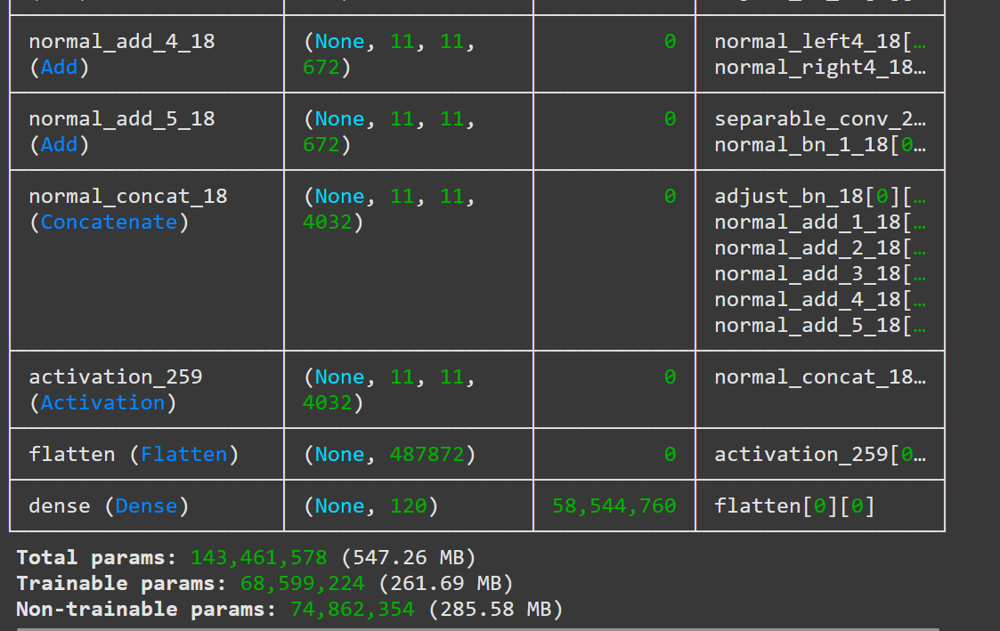 normal_add_4_18 (None, 11, 11, 0 normal_left4_18[…
(Add) 672) normal_right4_18…
normal_add_5_18 (None, 11, 11, 0 separable_conv_2…
(Add) 672) normal_bn_1_18[0…
normal_concat_18 (None, 11, 11, 0 adjust_bn_18[0][…
(Concatenate) 4032) normal_add_1_18[…
normal_add_2_18[…
normal_add_3_18[…
normal_add_4_18[…
normal_add_5_18[…
activation_259 (None, 11, 11, 0 normal_concat_18…
(Activation) 4032)
flatten (Flatten) (None, 487872) 0 activation_259[0…
dense (Dense) (None, 120) 58,544,760 flatten[0][0]
Total params: 143,461,578 (547.26 MB)
Trainable params: 68,599,224 (261.69 MB)
Non-trainable params: 74,862,354 (285.58 MB)